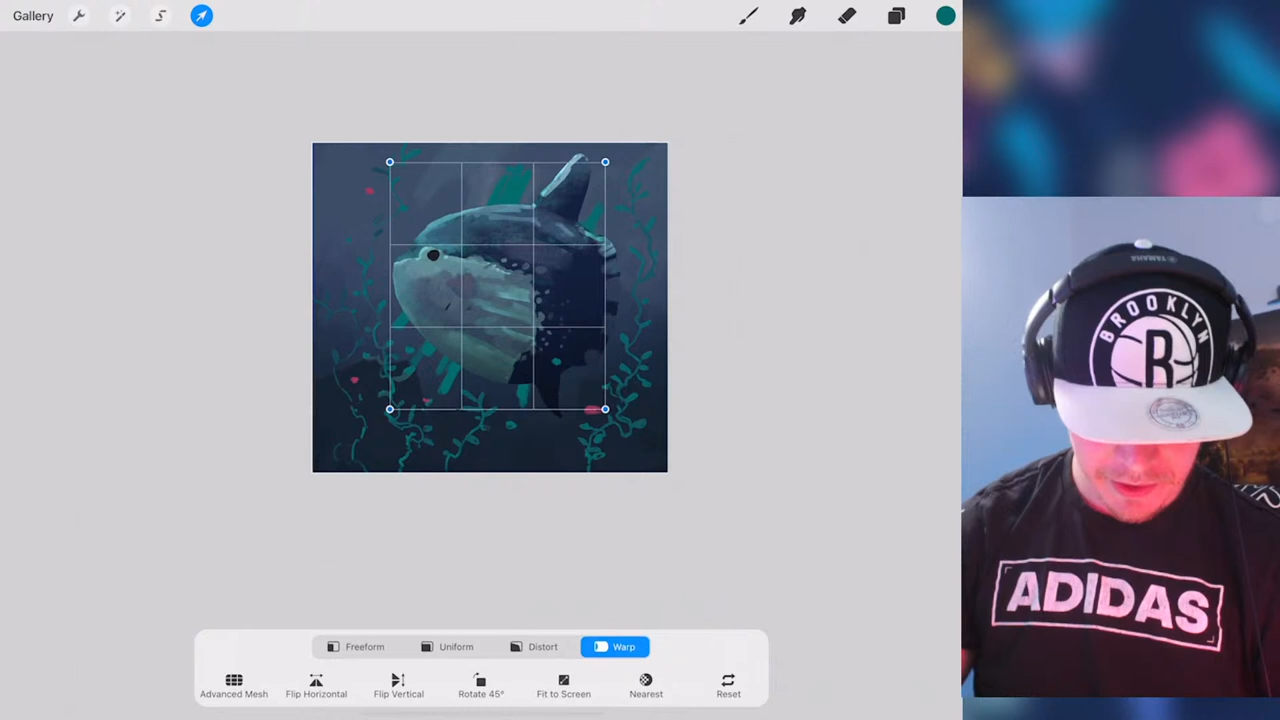 Gallery
Freeform Uniform Distort Warp
Advanced Mesh Flip Horizontal Flip Vertical Rotate 45° Fit to Screen Nearest Reset
YAMAHA
BROOKLYN
B
ADIDAS